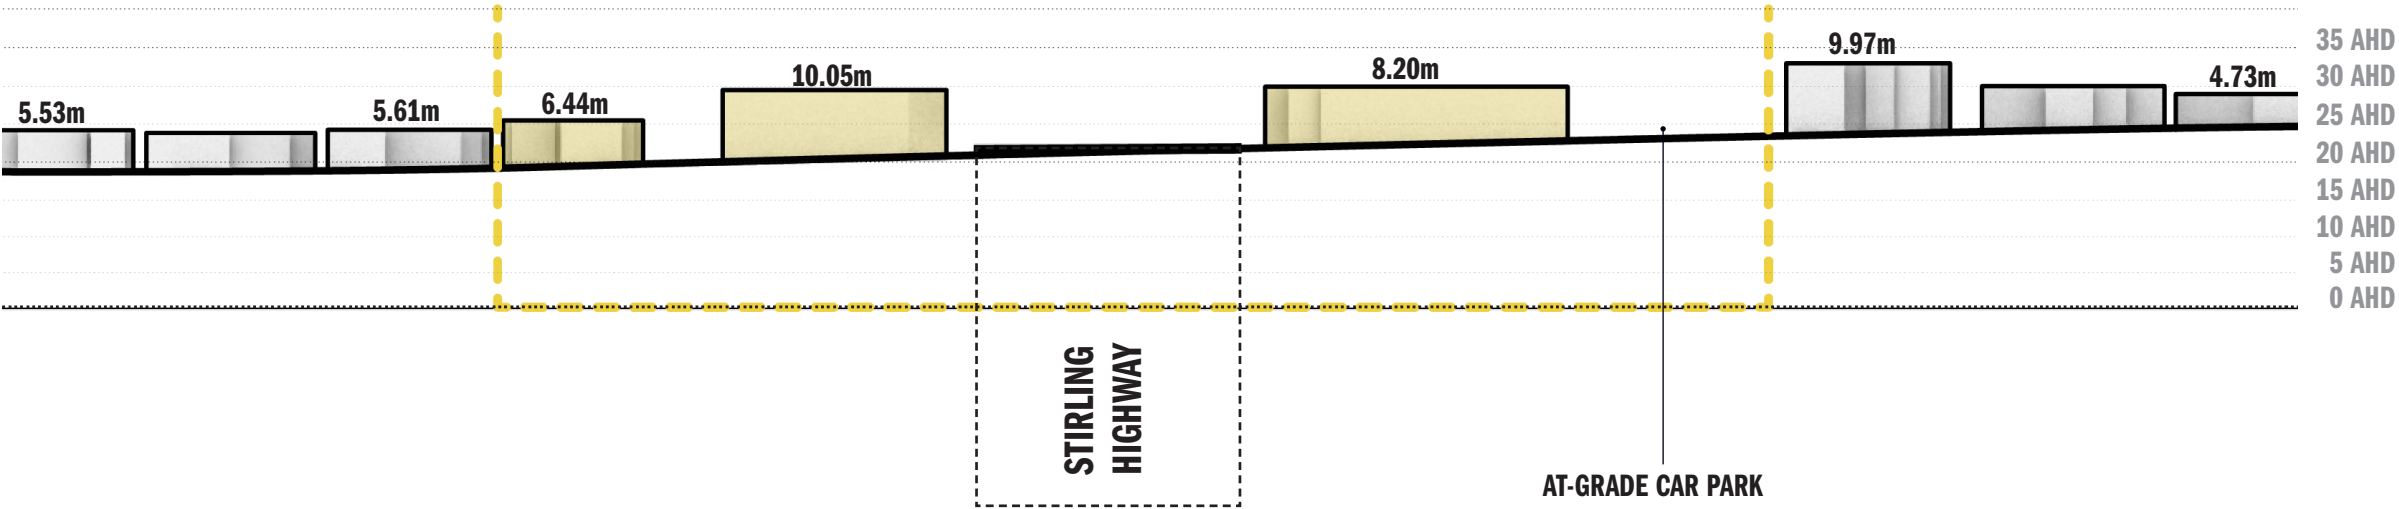 5.53m
5.61m
6.44m
10.05m
8.20m
9.97m
4.73m
35 AHD
30 AHD
25 AHD
20 AHD
15 AHD
10 AHD
5 AHD
0 AHD
STIRLING
HIGHWAY
AT-GRADE CAR PARK